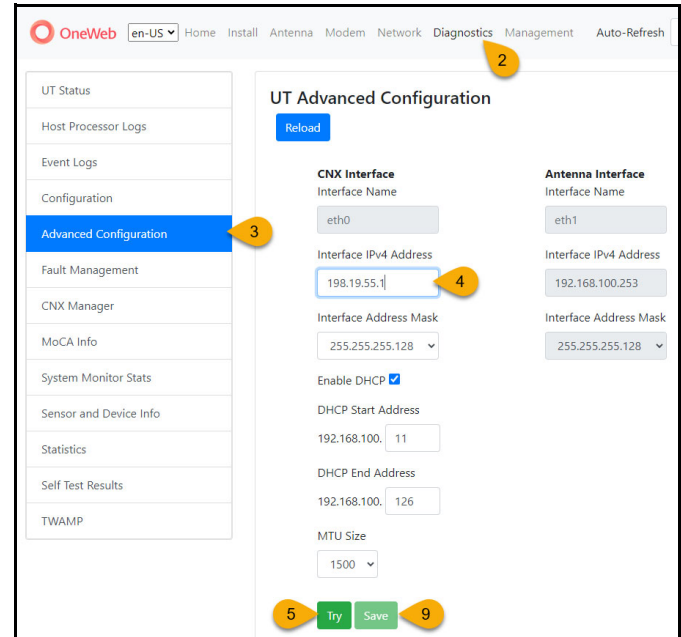 OneWeb en-US Home Install Antenna Modem Network Diagnostics Management Auto-Refresh
2
UT Status
Host Processor Logs
Event Logs
Configuration
Advanced Configuration
3
Fault Management
CNX Manager
MoCA Info
System Monitor Stats
Sensor and Device Info
Statistics
Self Test Results
TWAMP
UT Advanced Configuration
Reload
CNX Interface
Interface Name
eth0
Interface IPv4 Address
198.19.55.1
4
Interface Address Mask
255.255.255.128
Enable DHCP
DHCP Start Address
192.168.100. 11
DHCP End Address
192.168.100. 126
MTU Size
1500
5 Try Save 9
Antenna Interface
Interface Name
eth1
Interface IPv4 Address
192.168.100.253
Interface Address Mask
255.255.255.128